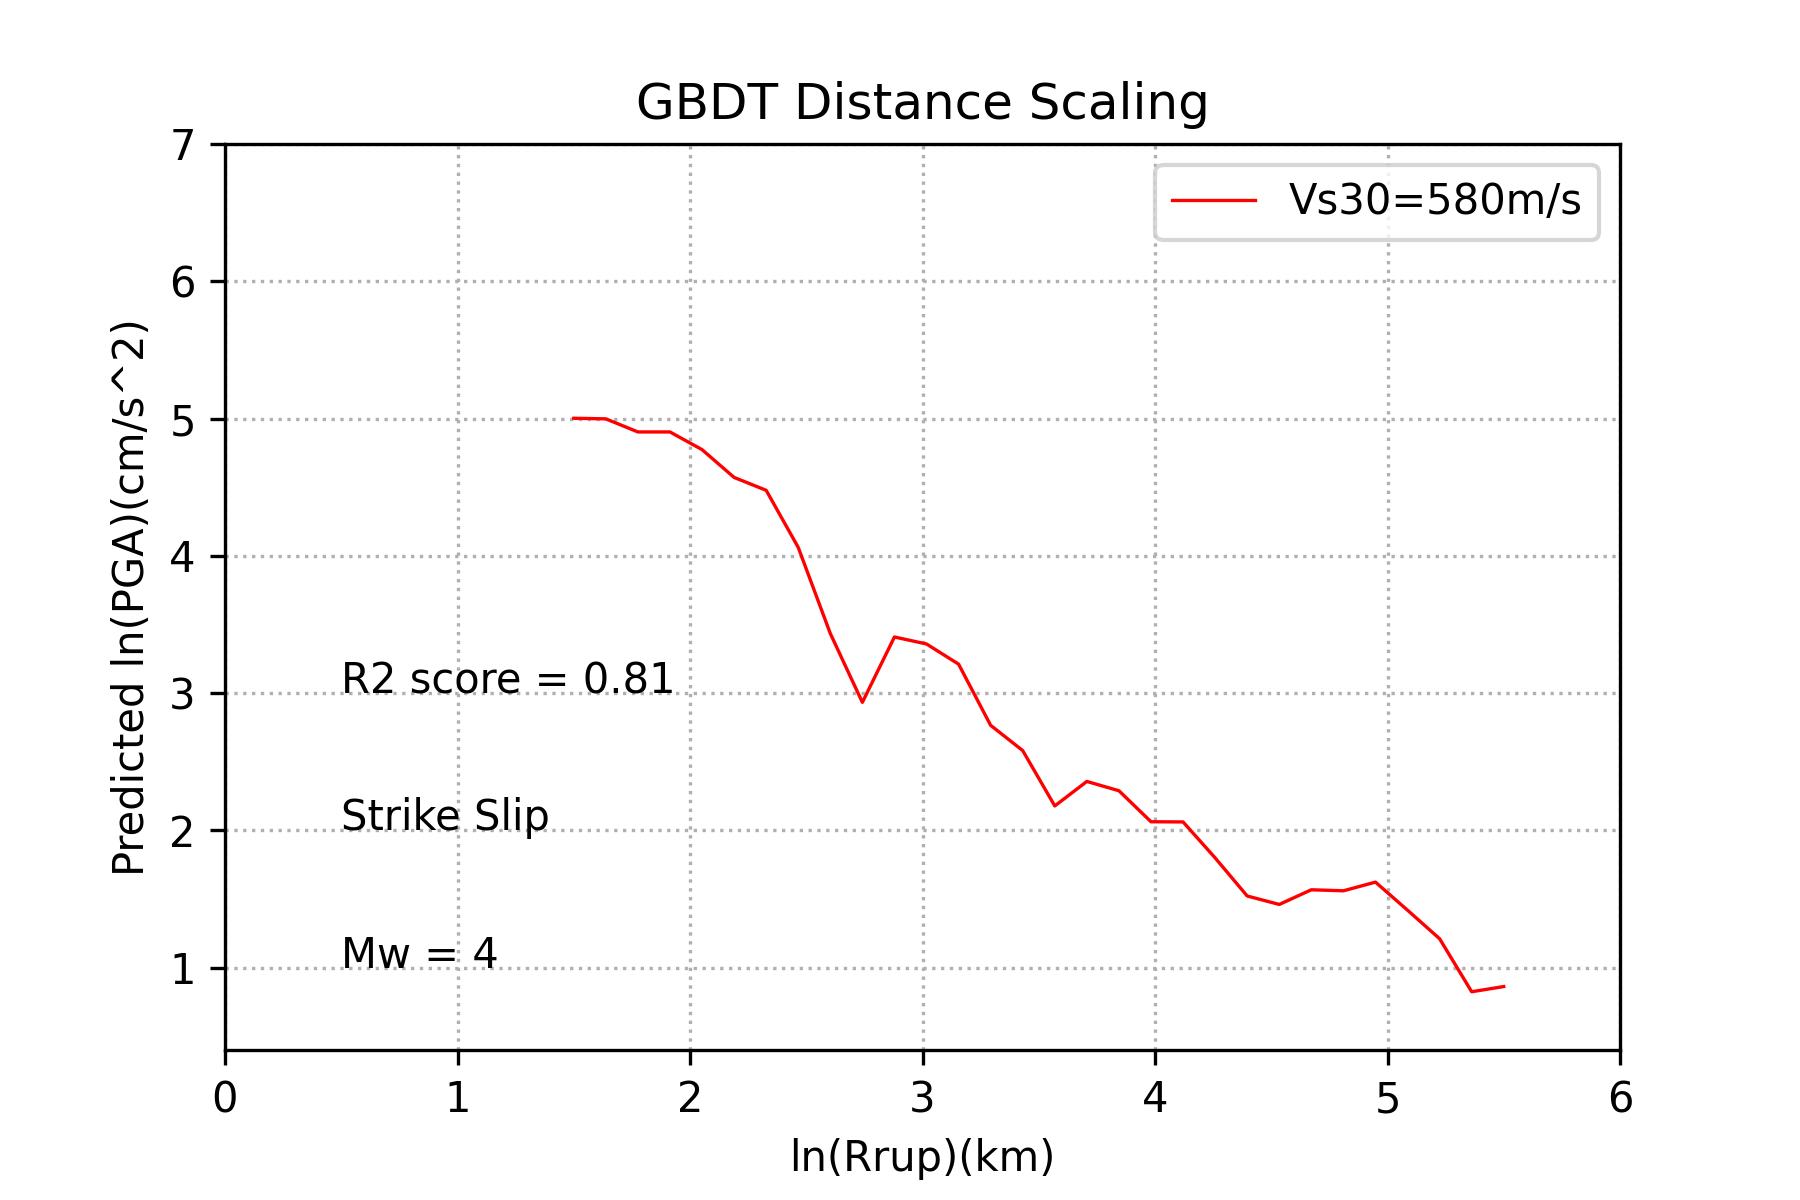 GBDT Distance Scaling
7
6
5
4
3
2
1
Predicted ln(PGA)(cm/s^2)
Vs30=580m/s
R2 score = 0.81
Strike Slip
Mw = 4
0 1 2 3 4 5 6
ln(Rrup)(km)